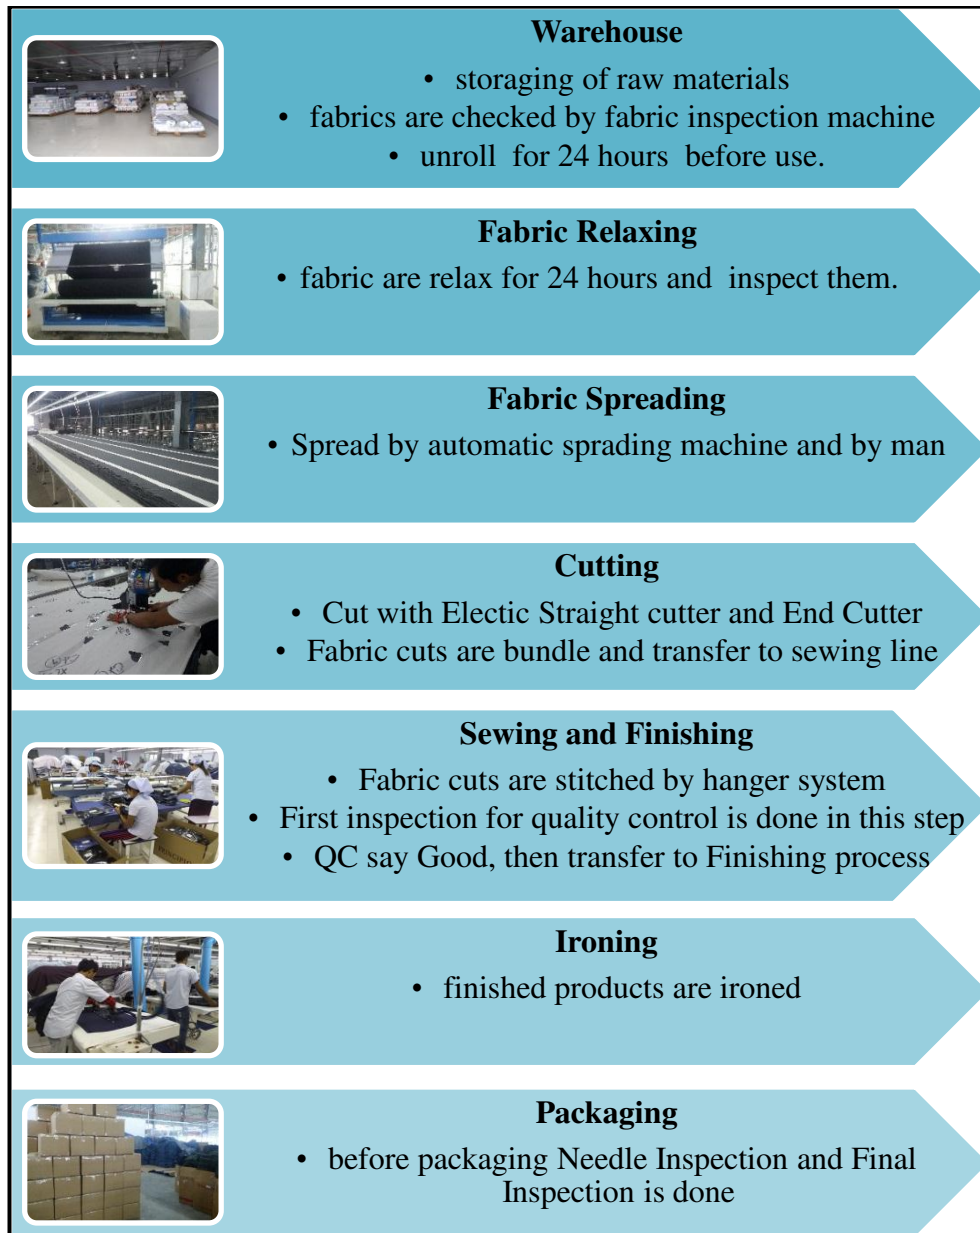 Warehouse
• storaging of raw materials
• fabrics are checked by fabric inspection machine
• unroll for 24 hours before use.
Fabric Relaxing
• fabric are relax for 24 hours and inspect them.
Fabric Spreading
• Spread by automatic sprading machine and by man
Cutting
• Cut with Electic Straight cutter and End Cutter
• Fabric cuts are bundle and transfer to sewing line
Sewing and Finishing
• Fabric cuts are stitched by hanger system
• First inspection for quality control is done in this step
• QC say Good, then transfer to Finishing process
Ironing
• finished products are ironed
Packaging
• before packaging Needle Inspection and Final
Inspection is done